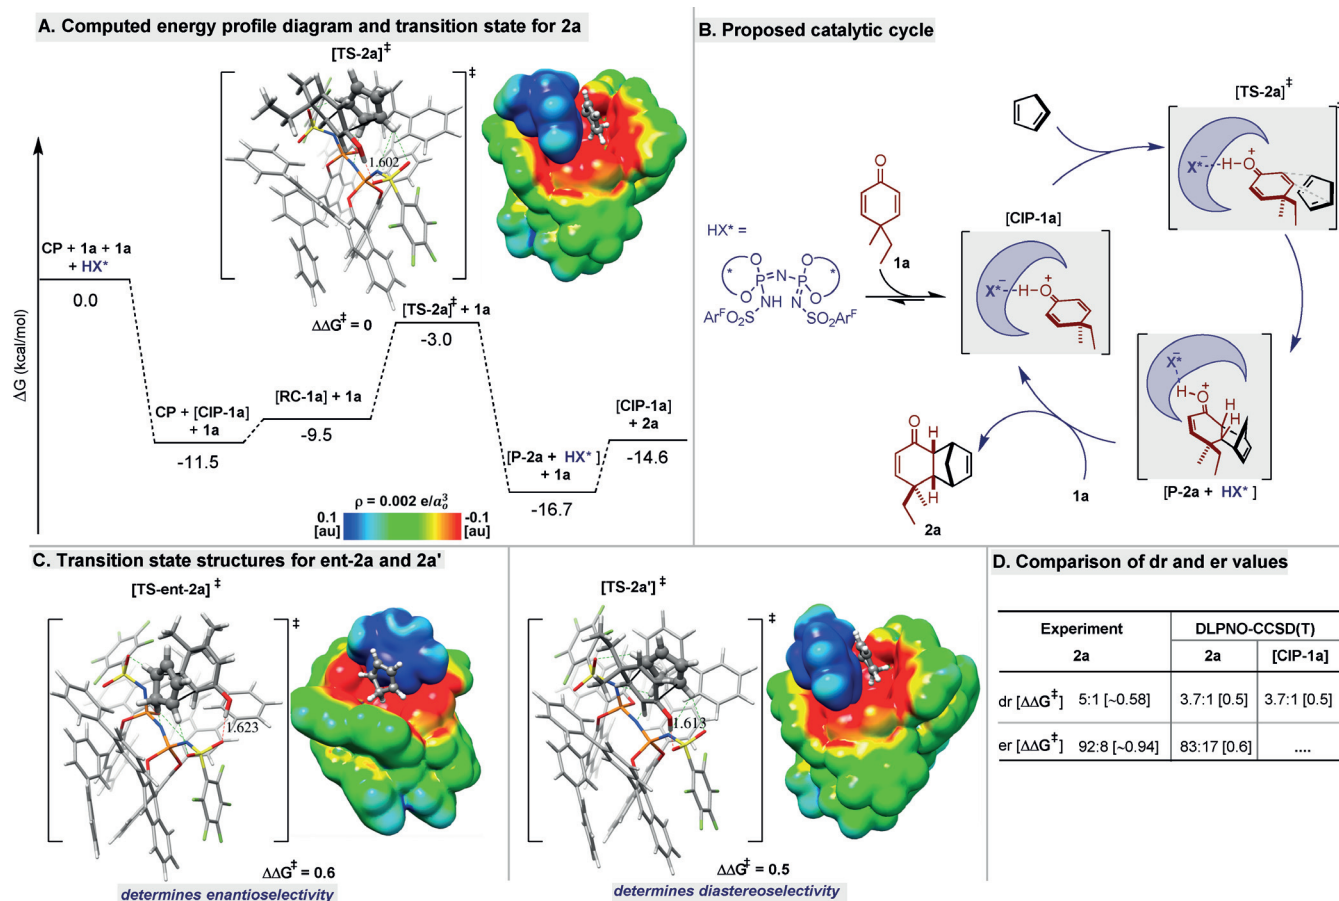 A. Computed energy profile diagram and transition state for 2a
[TS-2a]‡
‡
1.602
ΔG (kcal/mol)
CP + 1a + 1a
+ HX*
0.0
CP + [CIP-1a]
+ 1a
-11.5
[RC-1a] + 1a
-9.5
ΔΔG‡ = 0
[TS-2a]‡ + 1a
-3.0
[P-2a + HX*]
+ 1a
-16.7
[CIP-1a]
+ 2a
-14.6
ρ = 0.002 e/a₀³
0.1
[au]
-0.1
[au]
B. Proposed catalytic cycle
[TS-2a]‡
X*⁻ H O⁺
O
1a
HX* =
* O O P=N-P O O *
NH N
ArFO2S SO2ArF
[CIP-1a]
X*⁻ H O⁺
X*⁻
H O⁺ H H
[P-2a + HX*]
1a
O H H
2a
C. Transition state structures for ent-2a and 2a'
[TS-ent-2a]‡
‡
1.623
ΔΔG‡ = 0.6
determines enantioselectivity
[TS-2a']‡
‡
1.613
ΔΔG‡ = 0.5
determines diastereoselectivity
D. Comparison of dr and er values
Experiment DLPNO-CCSD(T)
2a 2a [CIP-1a]
dr [ΔΔG‡] 5:1 [~0.58] 3.7:1 [0.5] 3.7:1 [0.5]
er [ΔΔG‡] 92:8 [~0.94] 83:17 [0.6] ....